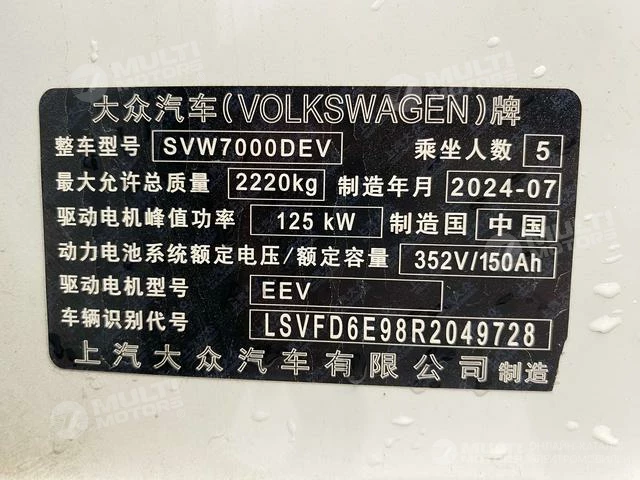 大众汽车(VOLKSWAGEN)牌
整车型号 SVW7000DEV 乘坐人数 5
最大允许总质量 2220kg 制造年月 2024-07
驱动电机峰值功率 125 kW 制造国 中国
动力电池系统额定电压/额定容量 352V/150Ah
驱动电机型号 EEV
车辆识别代号 LSVFD6E98R2049728
上汽大众汽车有限公司 制造
MULTI MOTORS
MULTI MOTORS
MULTI MOTORS